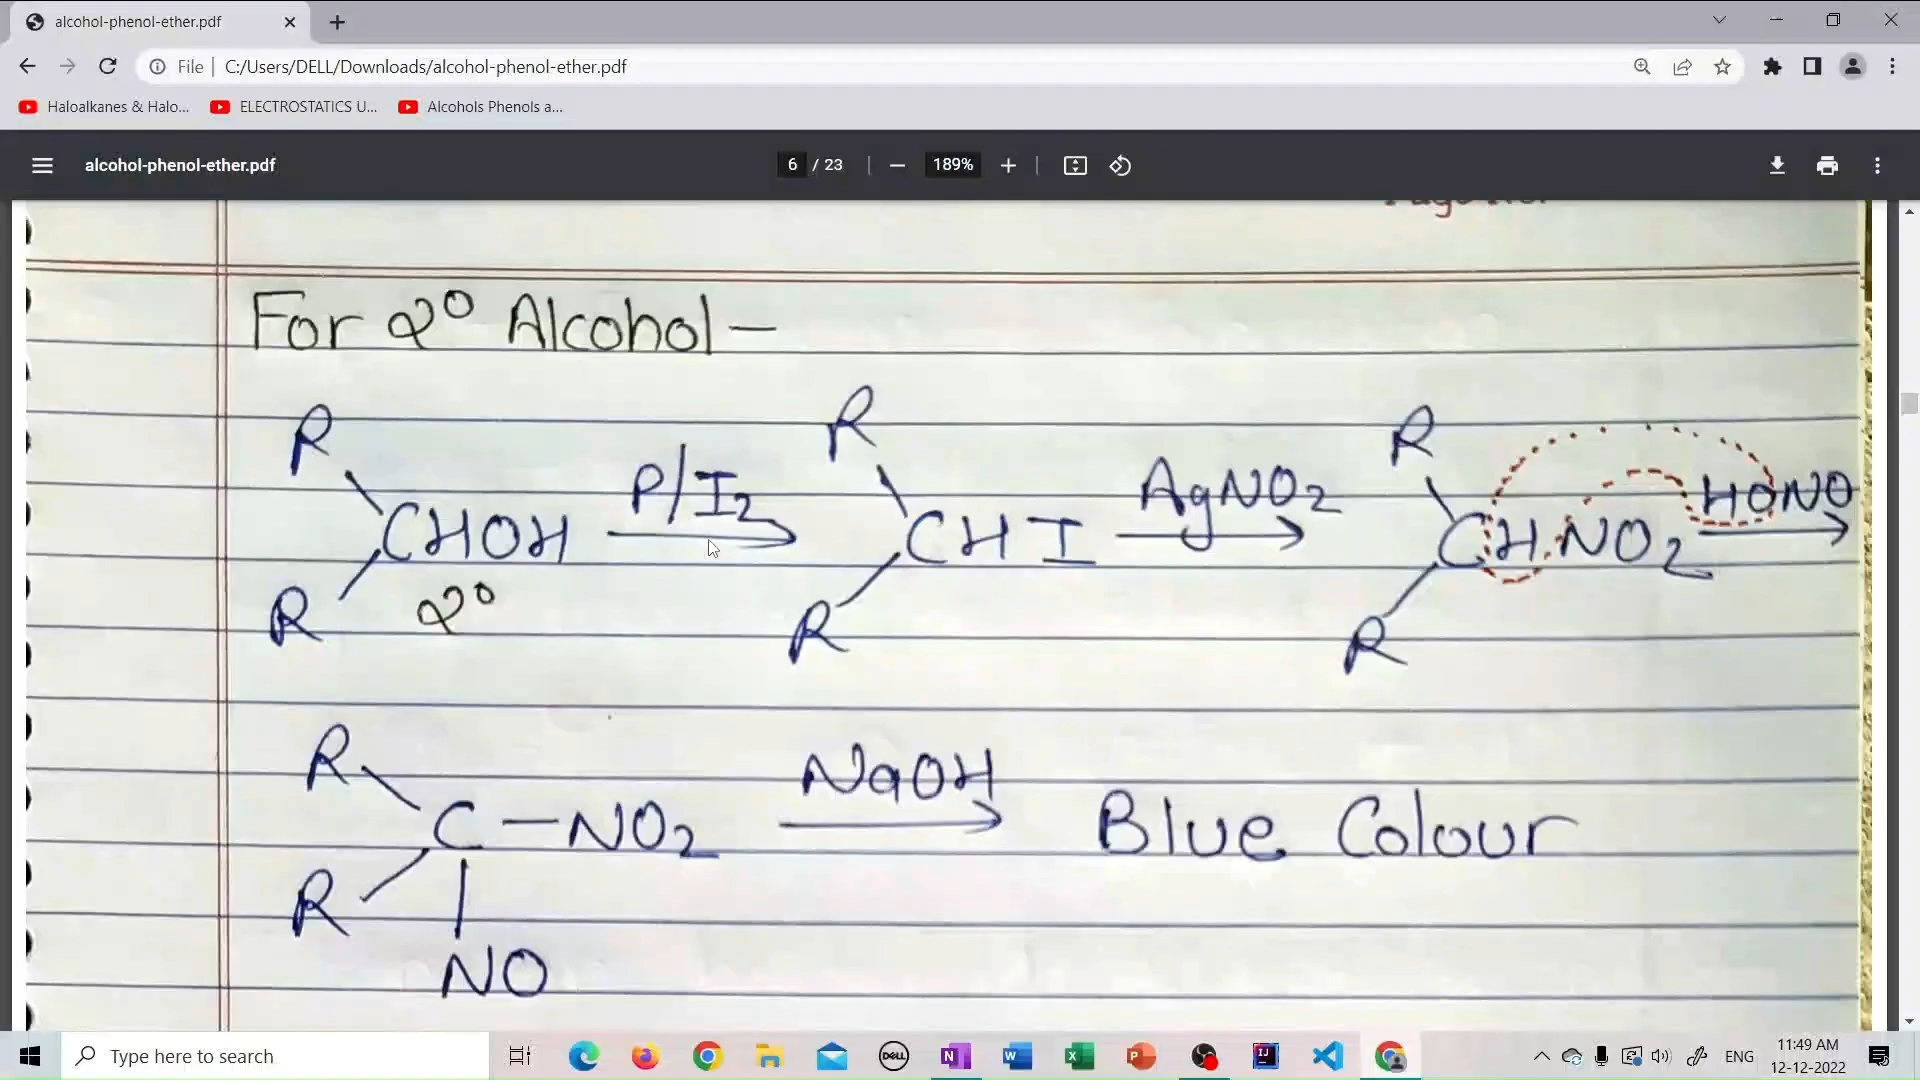 alcohol-phenol-ether.pdf
File | C:/Users/DELL/Downloads/alcohol-phenol-ether.pdf
Haloalkanes & Halo... ELECTROSTATICS U... Alcohols Phenols a...
alcohol-phenol-ether.pdf 6 / 23 189%
For 2° Alcohol –
R R R
P/I2 AgNO2 HONO
CHOH CHI CHNO2
R 2° R R
R NaOH
C – NO2 Blue Colour
R
NO
Type here to search DELL ENG 11:49 AM
12-12-2022